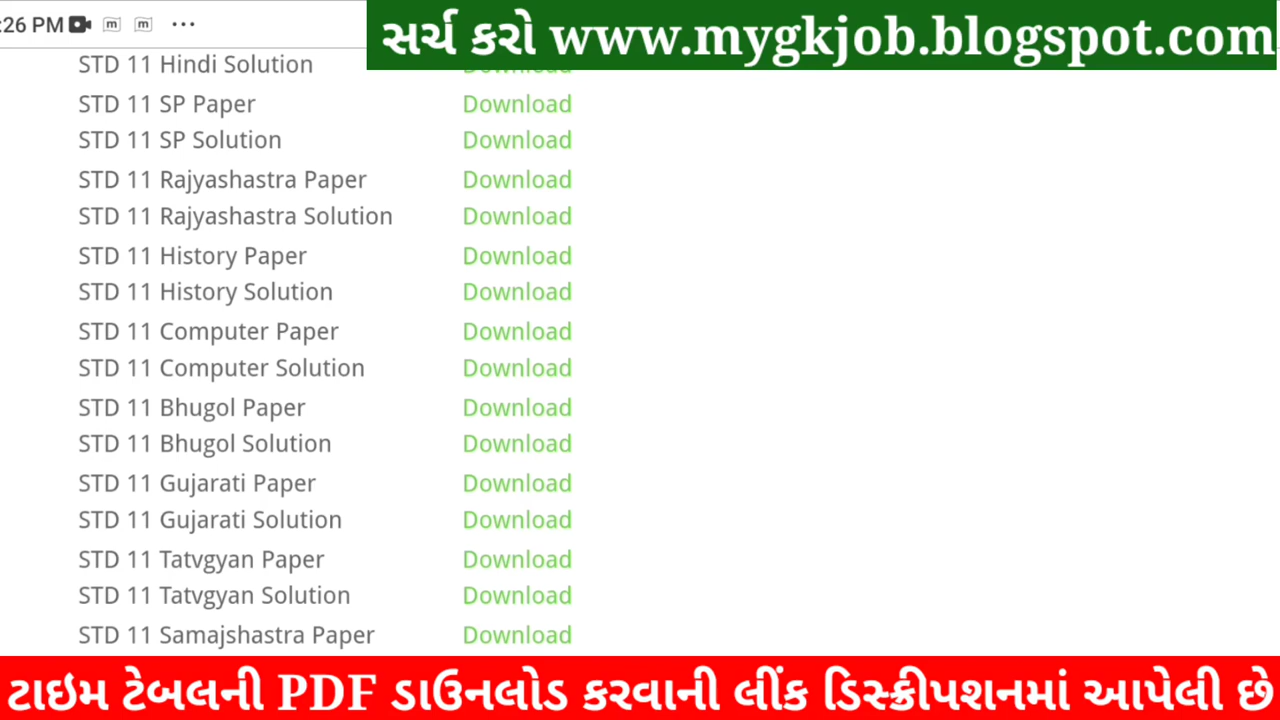 :26 PM
સર્ચ કરો www.mygkjob.blogspot.com
STD 11 Hindi Solution Download
STD 11 SP Paper Download
STD 11 SP Solution Download
STD 11 Rajyashastra Paper Download
STD 11 Rajyashastra Solution Download
STD 11 History Paper Download
STD 11 History Solution Download
STD 11 Computer Paper Download
STD 11 Computer Solution Download
STD 11 Bhugol Paper Download
STD 11 Bhugol Solution Download
STD 11 Gujarati Paper Download
STD 11 Gujarati Solution Download
STD 11 Tatvgyan Paper Download
STD 11 Tatvgyan Solution Download
STD 11 Samajshastra Paper Download
ટાઇમ ટેબલની PDF ડાઉનલોડ કરવાની લીંક ડિસ્ક્રીપશનમાં આપેલી છે